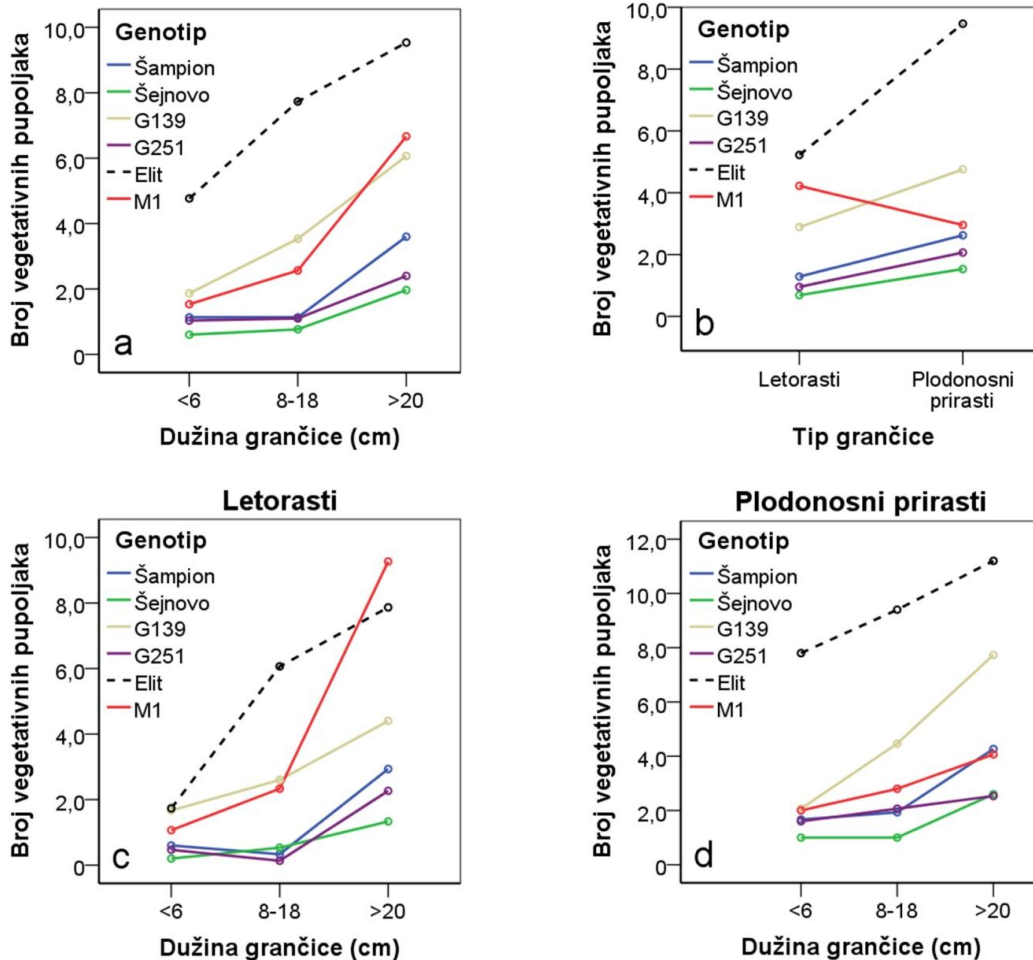 Broj vegetativnih pupoljaka
10,0
8,0
6,0
4,0
2,0
0
Genotip
Šampion
Šejnovo
G139
G251
Elit
M1
a
<6
8-18
>20
Dužina grančice (cm)
Broj vegetativnih pupoljaka
10,0
8,0
6,0
4,0
2,0
0
Genotip
Šampion
Šejnovo
G139
G251
Elit
M1
b
Letorasti
Plodonosni
prirasti
Tip grančice
Letorasti
Broj vegetativnih pupoljaka
10,0
8,0
6,0
4,0
2,0
0
Genotip
Šampion
Šejnovo
G139
G251
Elit
M1
c
<6
8-18
>20
Dužina grančice (cm)
Plodonosni prirasti
Broj vegetativnih pupoljaka
12,0
10,0
8,0
6,0
4,0
2,0
0
Genotip
Šampion
Šejnovo
G139
G251
Elit
M1
d
<6
8-18
>20
Dužina grančice (cm)